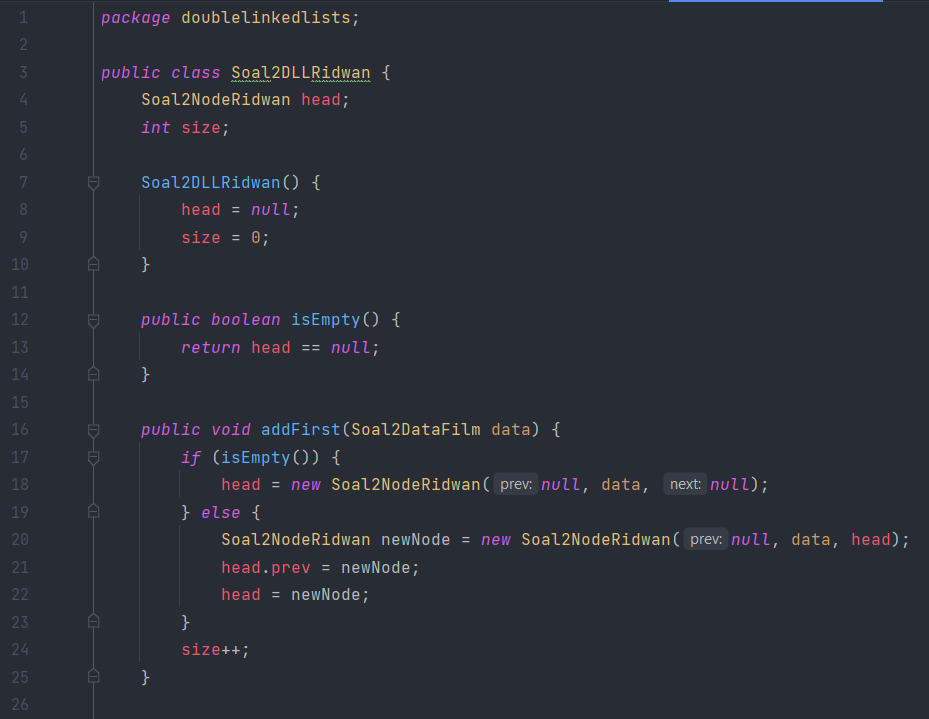 1 package doublelinkedlists;
2
3 public class Soal2DLLRidwan {
4     Soal2NodeRidwan head;
5     int size;
6
7     Soal2DLLRidwan() {
8         head = null;
9         size = 0;
10     }
11
12     public boolean isEmpty() {
13         return head == null;
14     }
15
16     public void addFirst(Soal2DataFilm data) {
17         if (isEmpty()) {
18             head = new Soal2NodeRidwan( prev: null, data, next: null);
19         } else {
20             Soal2NodeRidwan newNode = new Soal2NodeRidwan( prev: null, data, head);
21             head.prev = newNode;
22             head = newNode;
23         }
24         size++;
25     }
26